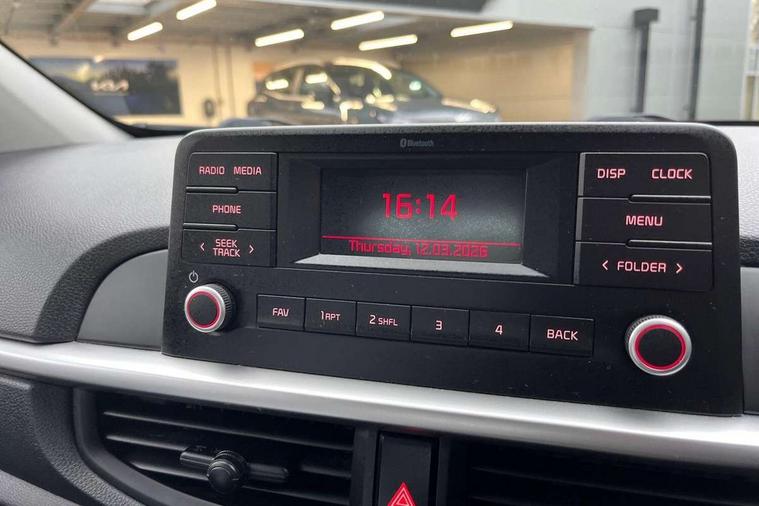 Bluetooth
RADIO MEDIA
PHONE
< SEEK >
TRACK
16:14
Thursday, 12.03.2026
DISP CLOCK
MENU
< FOLDER >
FAV 1 RPT 2 SHFL 3 4 BACK